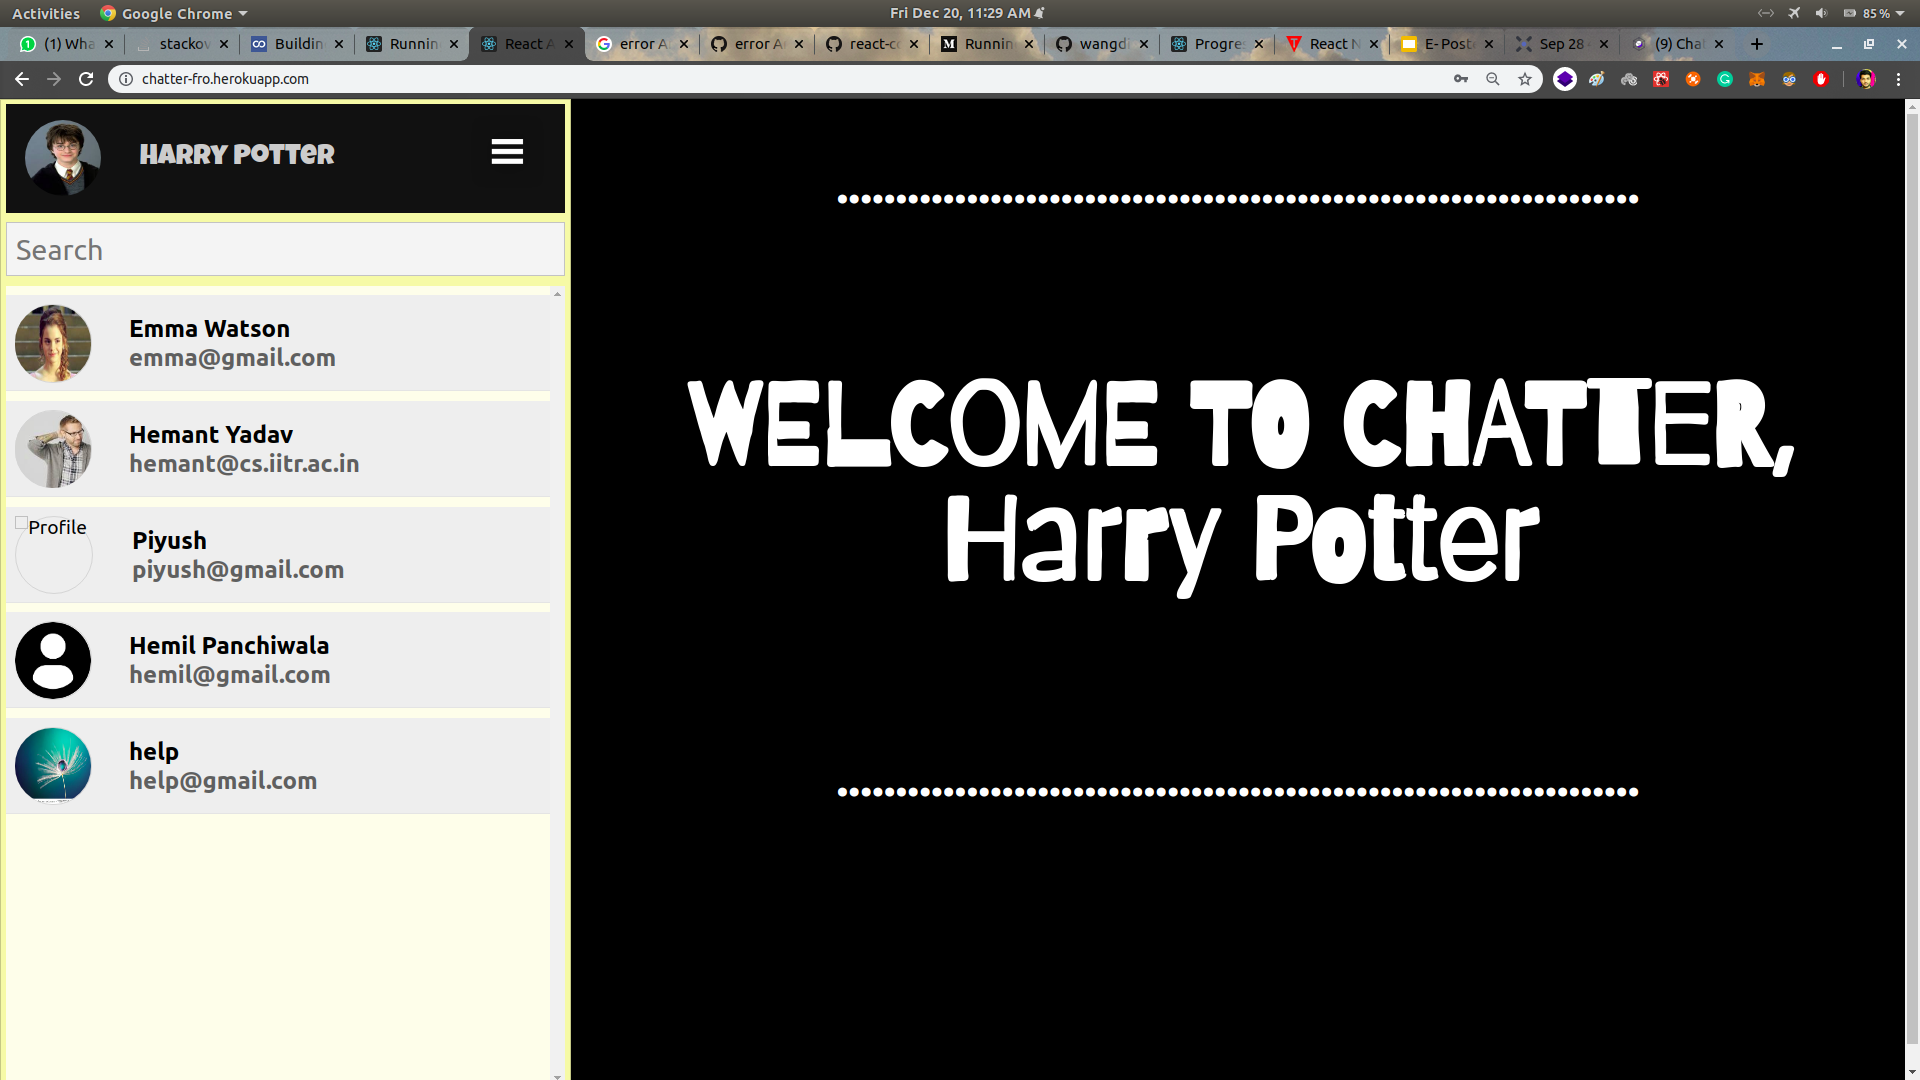 Activities Google Chrome Fri Dec 20, 11:29 AM 85%
(1) Wha stackov Buildin Runnin React A error A error A react-c Runnin wangdi Progre React N E-Post Sep 28 (9) Cha
chatter-fro.herokuapp.com
HARRY POTTER
Search
Emma Watson
emma@gmail.com
Hemant Yadav
hemant@cs.iitr.ac.in
Profile
Piyush
piyush@gmail.com
Hemil Panchiwala
hemil@gmail.com
help
help@gmail.com
WELCOME TO CHATTER,
Harry Potter